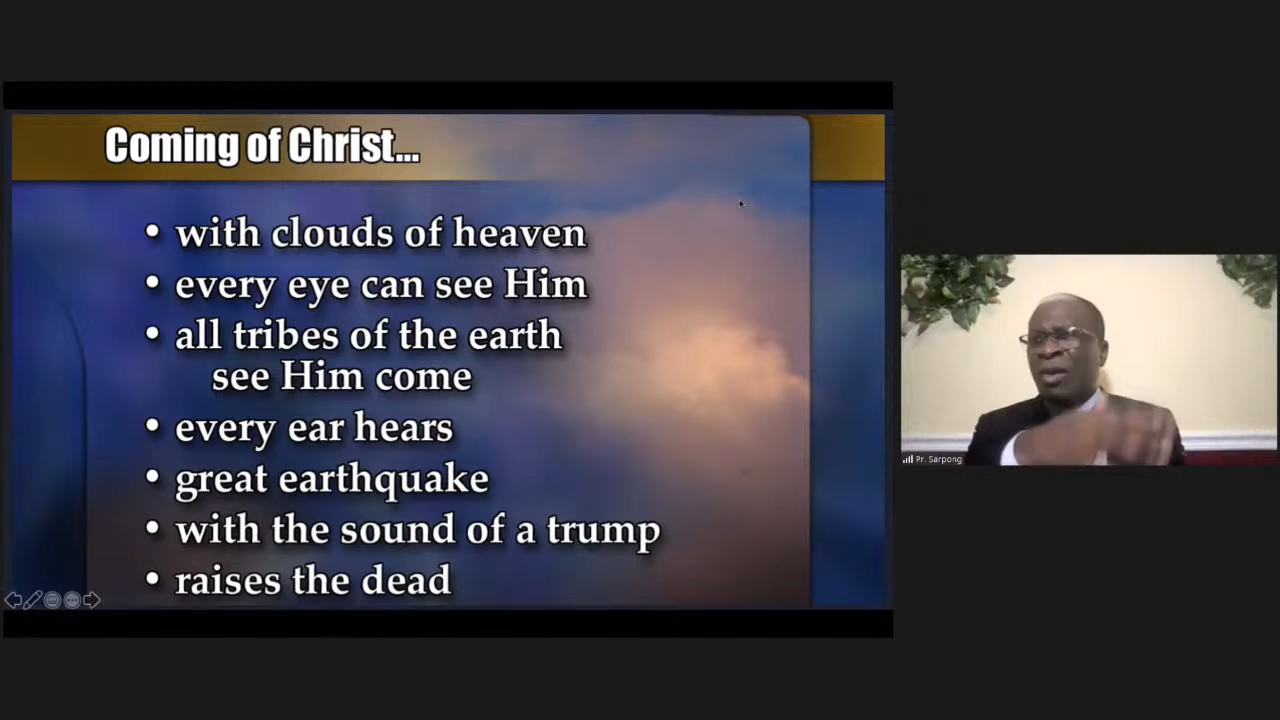 Coming of Christ...
• with clouds of heaven
• every eye can see Him
• all tribes of the earth
see Him come
• every ear hears
• great earthquake
• with the sound of a trump
• raises the dead
Pr. Sarpong